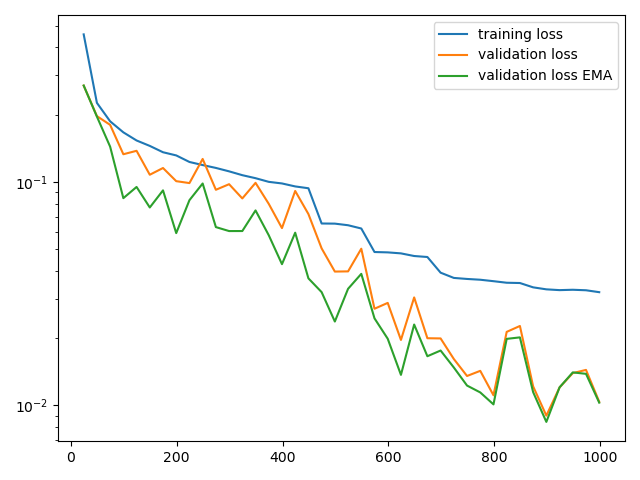 training loss
validation loss
validation loss EMA
10⁻¹
10⁻²
0 200 400 600 800 1000